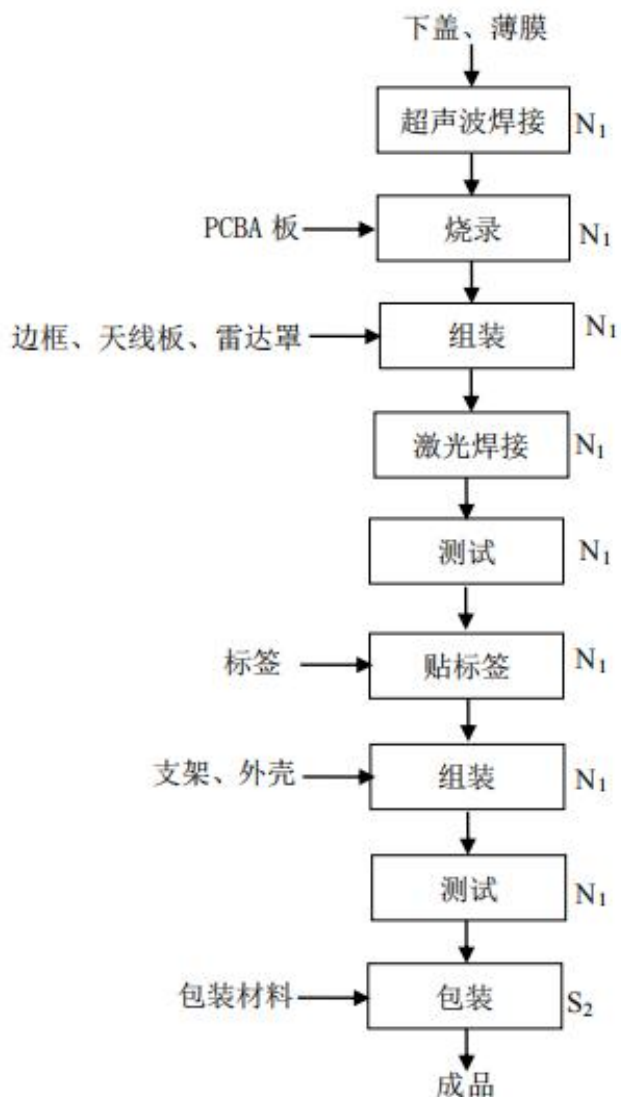 下盖、薄膜
超声波焊接 N₁
PCBA 板 烧录 N₁
边框、天线板、雷达罩 组装 N₁
激光焊接 N₁
测试 N₁
标签 贴标签 N₁
支架、外壳 组装 N₁
测试 N₁
包装材料 包装 S₂
成品